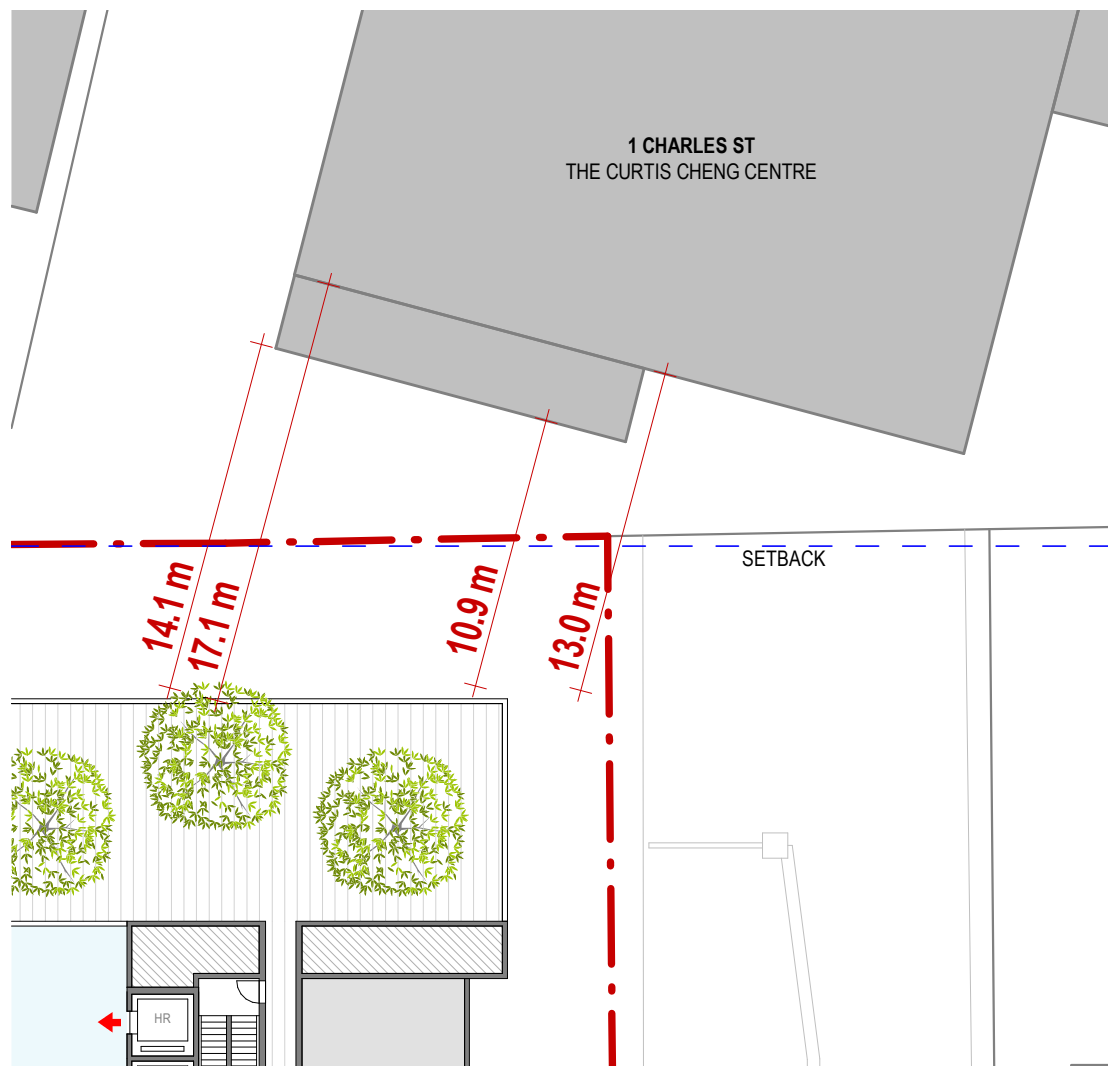 1 CHARLES ST
THE CURTIS CHENG CENTRE
SETBACK
14.1 m
17.1 m
10.9 m
13.0 m
HR